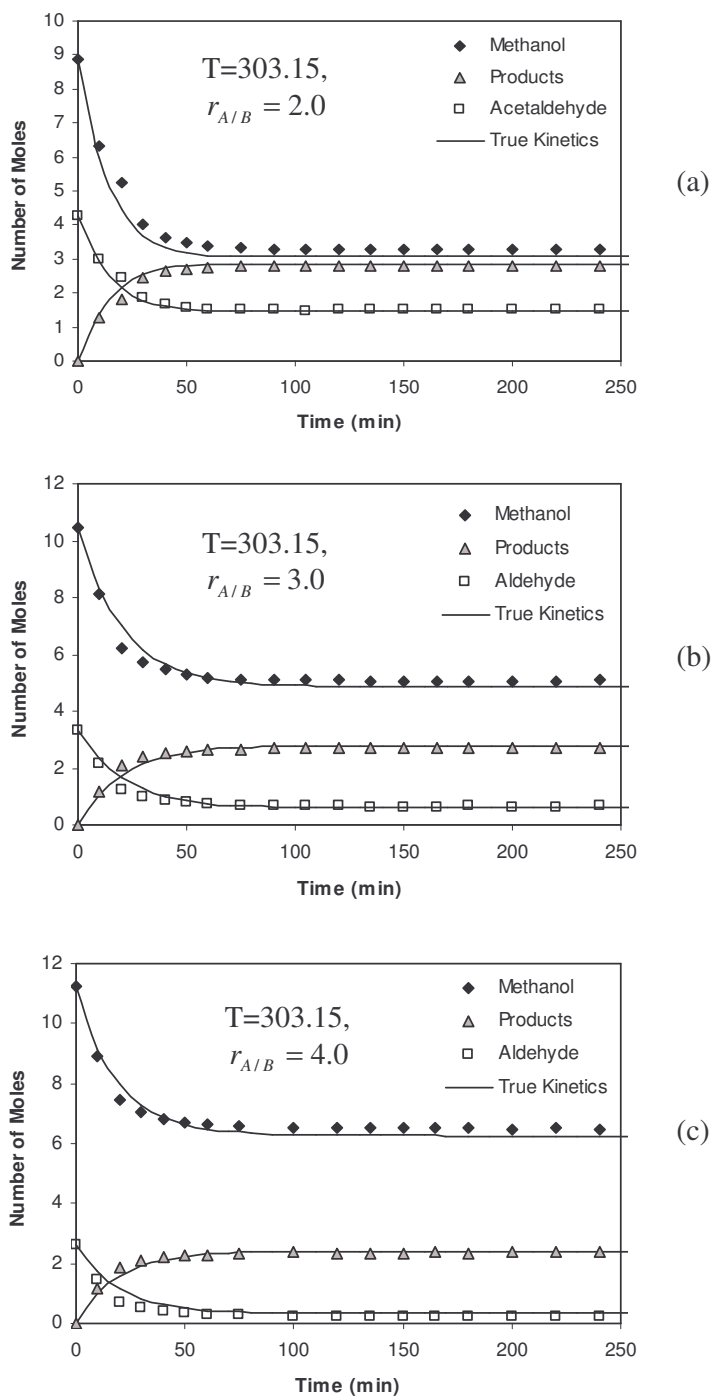 10
9
8
7
6
5
4
3
2
1
0
Number of Moles
T=303.15,
r_{A/B} = 2.0
Methanol
Products
Acetaldehyde
True Kinetics
(a)
0 50 100 150 200 250
Time (min)
12
10
8
6
4
2
0
Number of Moles
T=303.15,
r_{A/B} = 3.0
Methanol
Products
Aldehyde
True Kinetics
(b)
0 50 100 150 200 250
Time (min)
12
10
8
6
4
2
0
Number of Moles
T=303.15,
r_{A/B} = 4.0
Methanol
Products
Aldehyde
True Kinetics
(c)
0 50 100 150 200 250
Time (min)